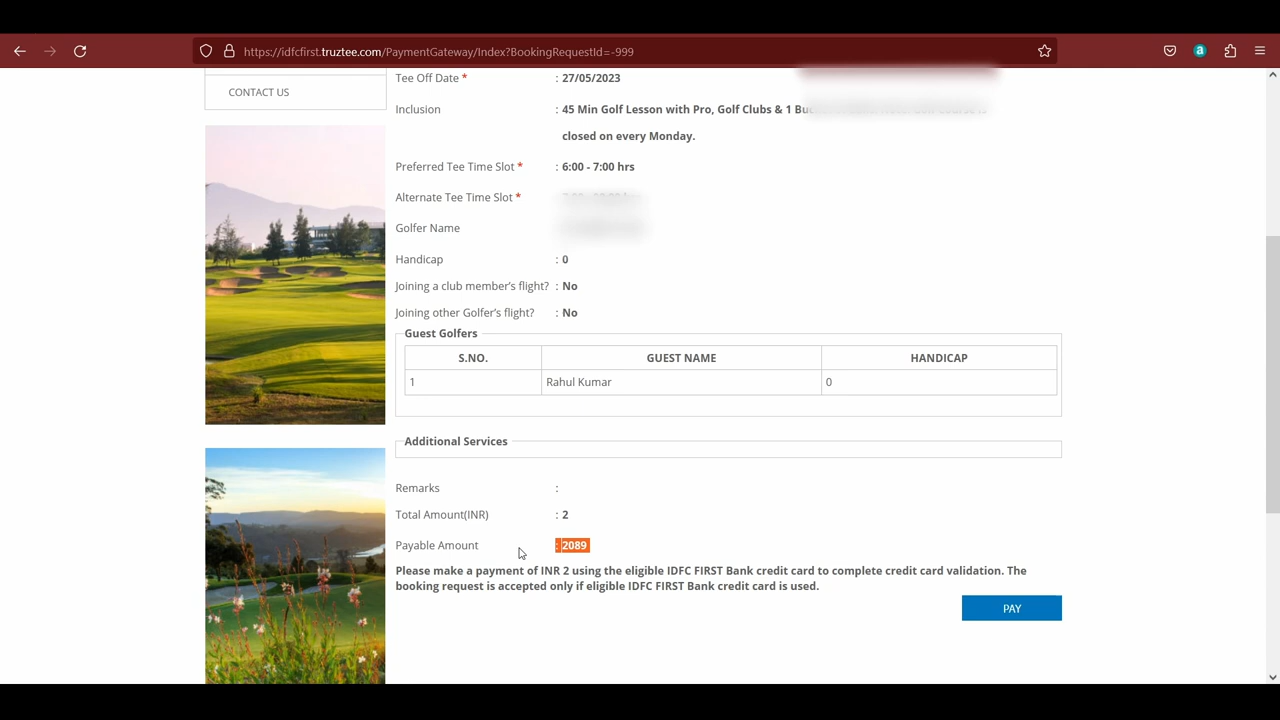 https://idfcfirst.truztee.com/PaymentGateway/Index?BookingRequestId=-999
CONTACT US
Tee Off Date * : 27/05/2023
Inclusion : 45 Min Golf Lesson with Pro, Golf Clubs & 1
closed on every Monday.
Preferred Tee Time Slot * : 6:00 - 7:00 hrs
Alternate Tee Time Slot *
Golfer Name
Handicap : 0
Joining a club member's flight? : No
Joining other Golfer's flight? : No
Guest Golfers
S.NO. GUEST NAME HANDICAP
1 Rahul Kumar 0
Additional Services
Remarks :
Total Amount(INR) : 2
Payable Amount : 2089
Please make a payment of INR 2 using the eligible IDFC FIRST Bank credit card to complete credit card validation. The
booking request is accepted only if eligible IDFC FIRST Bank credit card is used.
PAY